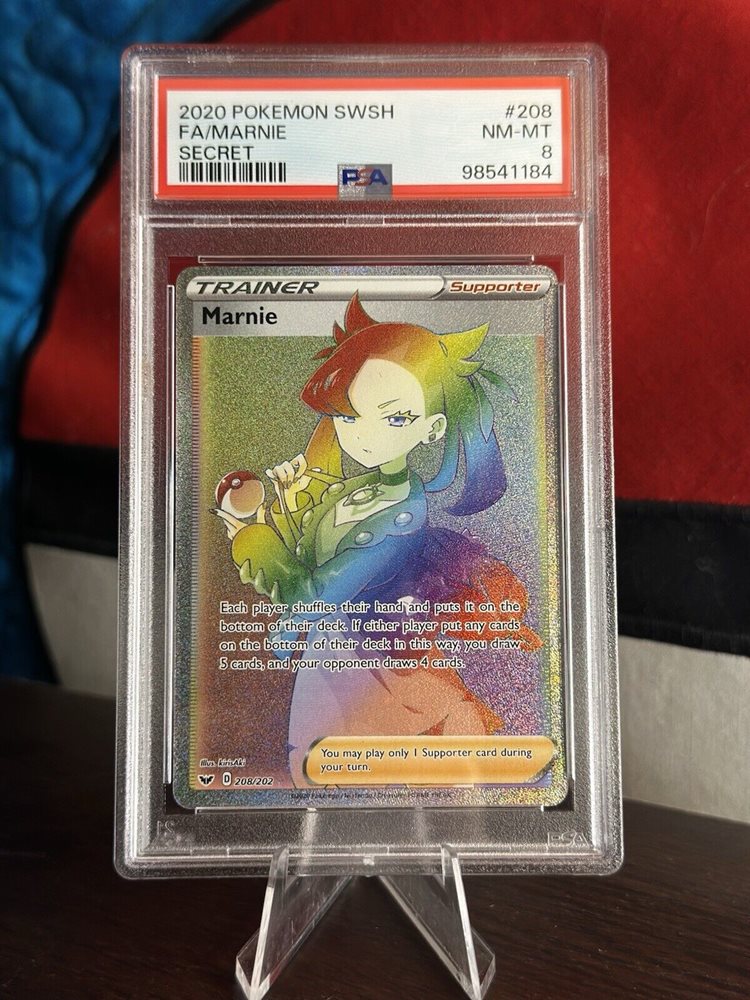 2020 POKEMON SWSH #208
FA/MARNIE NM-MT
SECRET 8
98541184
PSA
TRAINER Supporter
Marnie
Each player shuffles their hand and puts it on the
bottom of their deck. If either player put any cards
on the bottom of their deck in this way, you draw
5 cards, and your opponent draws 4 cards.
You may play only 1 Supporter card during
your turn.
Illus. kirisAki
D 208/202
PSA